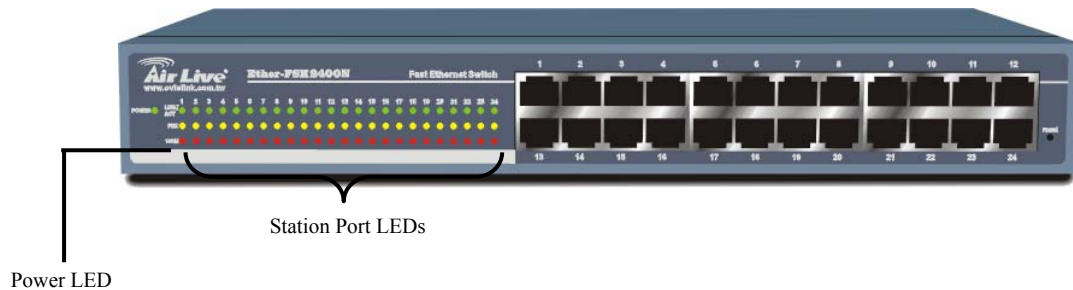 1 2 3 4 5 6 7 8 9 10 11 12
Air Live
Ether-FSH2400N
Fast Ethernet Switch
www.ovislink.com.tw
1 2 3 4 5 6 7 8 9 10 11 12 13 14 15 16 17 18 19 20 21 22 23 24
POWER
LINK/
ACT
13 14 15 16 17 18 19 20 21 22 23 24
Station Port LEDs
Power LED